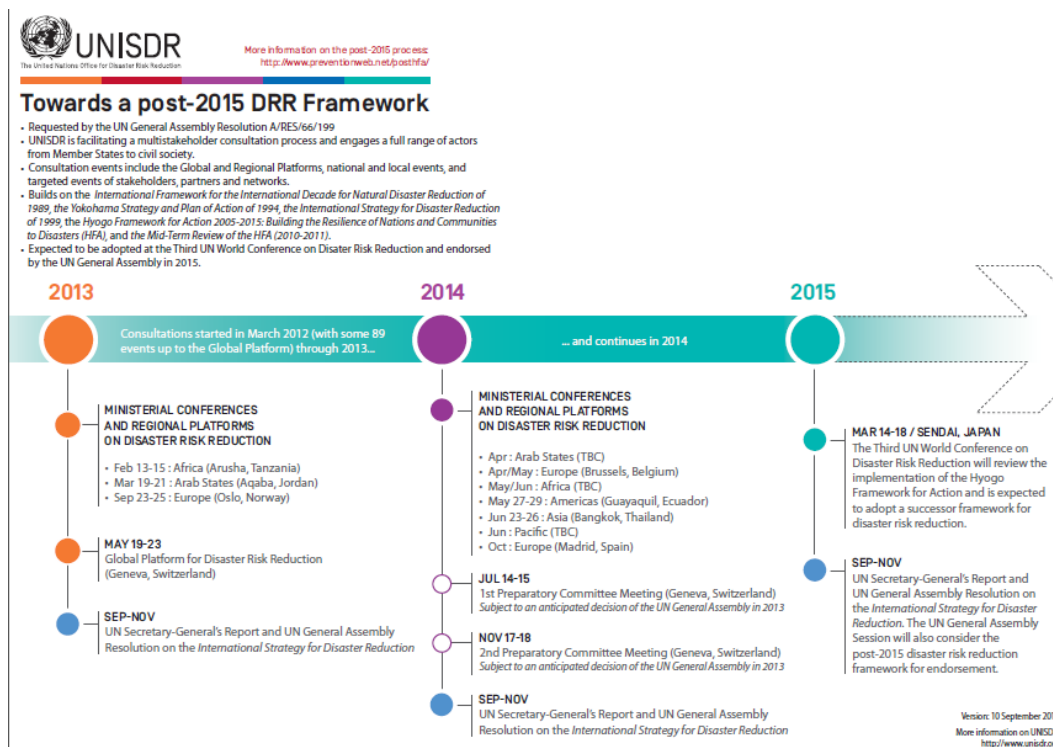 UNISDR
The United Nations Office for Disaster Risk Reduction
More information on the post-2015 process:
http://www.preventionweb.net/posthfa/
Towards a post-2015 DRR Framework
• Requested by the UN General Assembly Resolution A/RES/66/199
• UNISDR is facilitating a multistakeholder consultation process and engages a full range of actors
from Member States to civil society.
• Consultation events include the Global and Regional Platforms, national and local events, and
targeted events of stakeholders, partners and networks.
• Builds on the International Framework for the International Decade for Natural Disaster Reduction of
1989, the Yokohama Strategy and Plan of Action of 1994, the International Strategy for Disaster Reduction
of 1999, the Hyogo Framework for Action 2005-2015: Building the Resilience of Nations and Communities
to Disasters (HFA), and the Mid-Term Review of the HFA (2010-2011).
• Expected to be adopted at the Third UN World Conference on Disater Risk Reduction and endorsed
by the UN General Assembly in 2015.
2013
2014
2015
Consultations started in March 2012 (with some 89
events up to the Global Platform) through 2013...
... and continues in 2014
MINISTERIAL CONFERENCES
AND REGIONAL PLATFORMS
ON DISASTER RISK REDUCTION
• Feb 13-15 : Africa (Arusha, Tanzania)
• Mar 19-21 : Arab States (Aqaba, Jordan)
• Sep 23-25 : Europe (Oslo, Norway)
MAY 19-23
Global Platform for Disaster Risk Reduction
(Geneva, Switzerland)
SEP-NOV
UN Secretary-General's Report and UN General Assembly
Resolution on the International Strategy for Disaster Reduction
MINISTERIAL CONFERENCES
AND REGIONAL PLATFORMS
ON DISASTER RISK REDUCTION
• Apr : Arab States (TBC)
• Apr/May : Europe (Brussels, Belgium)
• May/Jun : Africa (TBC)
• May 27-29 : Americas (Guayaquil, Ecuador)
• Jun 23-26 : Asia (Bangkok, Thailand)
• Jun : Pacific (TBC)
• Oct : Europe (Madrid, Spain)
JUL 14-15
1st Preparatory Committee Meeting (Geneva, Switzerland)
Subject to an anticipated decision of the UN General Assembly in 2013
NOV 17-18
2nd Preparatory Committee Meeting (Geneva, Switzerland)
Subject to an anticipated decision of the UN General Assembly in 2013
SEP-NOV
UN Secretary-General's Report and UN General Assembly
Resolution on the International Strategy for Disaster Reduction
MAR 14-18 / SENDAI, JAPAN
The Third UN World Conference on
Disaster Risk Reduction will review the
implementation of the Hyogo
Framework for Action and is expected
to adopt a successor framework for
disaster risk reduction.
SEP-NOV
UN Secretary-General's Report and
UN General Assembly Resolution on
the International Strategy for Disaster
Reduction. The UN General Assembly
Session will also consider the
post-2015 disaster risk reduction
framework for endorsement.
Version: 10 September
More information on
http://www.unisdr.o